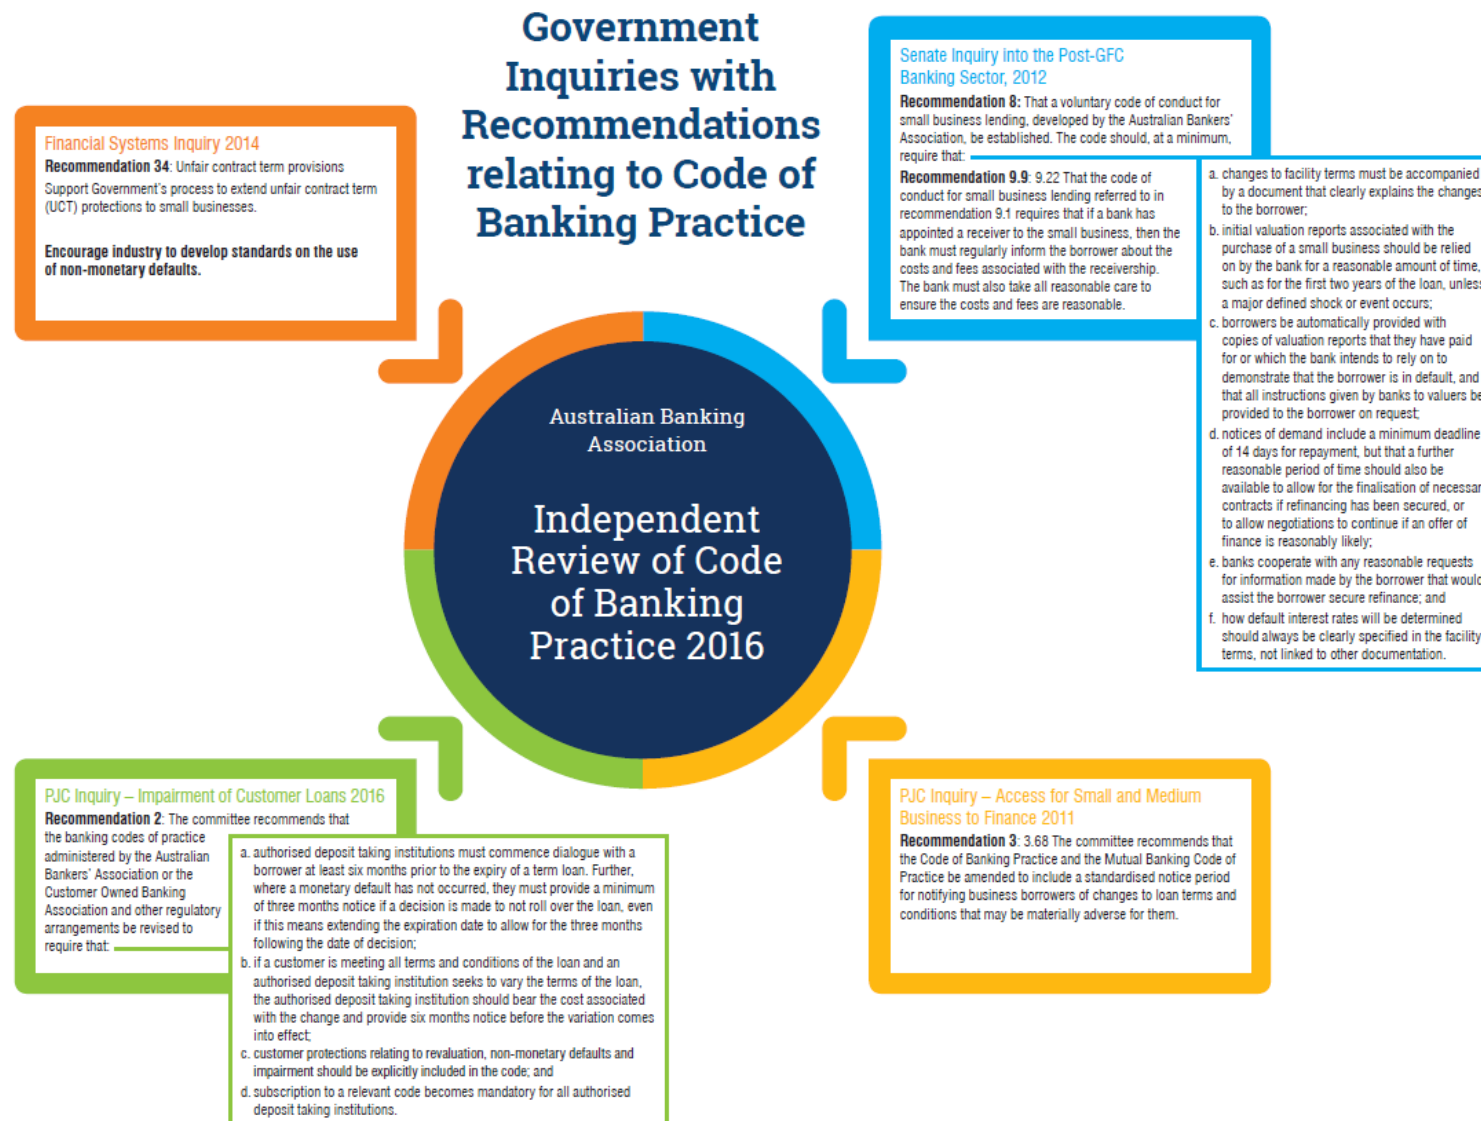 Government
Inquiries with
Recommendations
relating to Code of
Banking Practice
Financial Systems Inquiry 2014
Recommendation 34: Unfair contract term provisions
Support Government's process to extend unfair contract term
(UCT) protections to small businesses.
Encourage industry to develop standards on the use
of non-monetary defaults.
Senate Inquiry into the Post-GFC
Banking Sector, 2012
Recommendation 8: That a voluntary code of conduct for
small business lending, developed by the Australian Bankers'
Association, be established. The code should, at a minimum,
require that:
Recommendation 9.9: 9.22 That the code of
conduct for small business lending referred to in
recommendation 9.1 requires that if a bank has
appointed a receiver to the small business, then the
bank must regularly inform the borrower about the
costs and fees associated with the receivership.
The bank must also take all reasonable care to
ensure the costs and fees are reasonable.
a. changes to facility terms must be accompanied
by a document that clearly explains the changes
to the borrower;
b. initial valuation reports associated with the
purchase of a small business should be relied
on by the bank for a reasonable amount of time,
such as for the first two years of the loan, unless
a major defined shock or event occurs;
c. borrowers be automatically provided with
copies of valuation reports that they have paid
for or which the bank intends to rely on to
demonstrate that the borrower is in default, and
that all instructions given by banks to valuers be
provided to the borrower on request;
d. notices of demand include a minimum deadline
of 14 days for repayment, but that a further
reasonable period of time should also be
available to allow for the finalisation of necessar
contracts if refinancing has been secured, or
to allow negotiations to continue if an offer of
finance is reasonably likely;
e. banks cooperate with any reasonable requests
for information made by the borrower that would
assist the borrower secure refinance; and
f. how default interest rates will be determined
should always be clearly specified in the facility
terms, not linked to other documentation.
Australian Banking
Association
Independent
Review of Code
of Banking
Practice 2016
PJC Inquiry – Impairment of Customer Loans 2016
Recommendation 2: The committee recommends that
the banking codes of practice
administered by the Australian
Bankers' Association or the
Customer Owned Banking
Association and other regulatory
arrangements be revised to
require that:
a. authorised deposit taking institutions must commence dialogue with a
borrower at least six months prior to the expiry of a term loan. Further,
where a monetary default has not occurred, they must provide a minimum
of three months notice if a decision is made to not roll over the loan, even
if this means extending the expiration date to allow for the three months
following the date of decision;
b. if a customer is meeting all terms and conditions of the loan and an
authorised deposit taking institution seeks to vary the terms of the loan,
the authorised deposit taking institution should bear the cost associated
with the change and provide six months notice before the variation comes
into effect;
c. customer protections relating to revaluation, non-monetary defaults and
impairment should be explicitly included in the code; and
d. subscription to a relevant code becomes mandatory for all authorised
deposit taking institutions.
PJC Inquiry – Access for Small and Medium
Business to Finance 2011
Recommendation 3: 3.68 The committee recommends that
the Code of Banking Practice and the Mutual Banking Code of
Practice be amended to include a standardised notice period
for notifying business borrowers of changes to loan terms and
conditions that may be materially adverse for them.